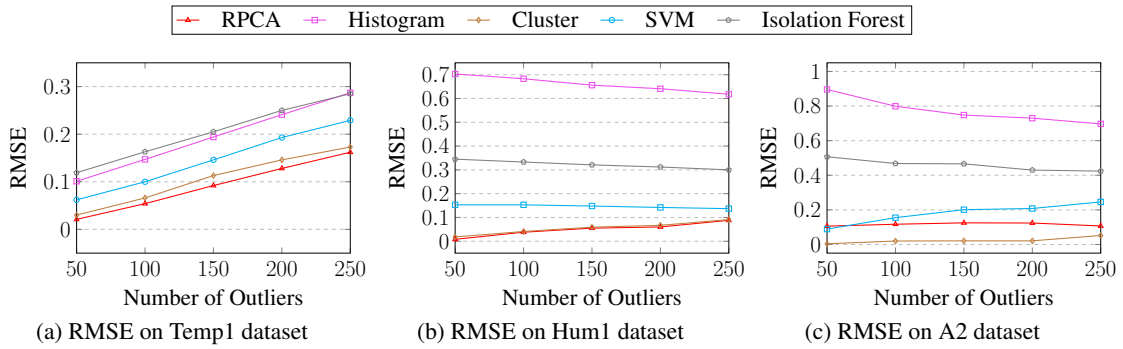 RPCA Histogram Cluster SVM Isolation Forest
RMSE
0.3
0.2
0.1
0
50 100 150 200 250
Number of Outliers
(a) RMSE on Temp1 dataset
RMSE
0.7
0.6
0.5
0.4
0.3
0.2
0.1
0
50 100 150 200 250
Number of Outliers
(b) RMSE on Hum1 dataset
RMSE
1
0.8
0.6
0.4
0.2
0
50 100 150 200 250
Number of Outliers
(c) RMSE on A2 dataset